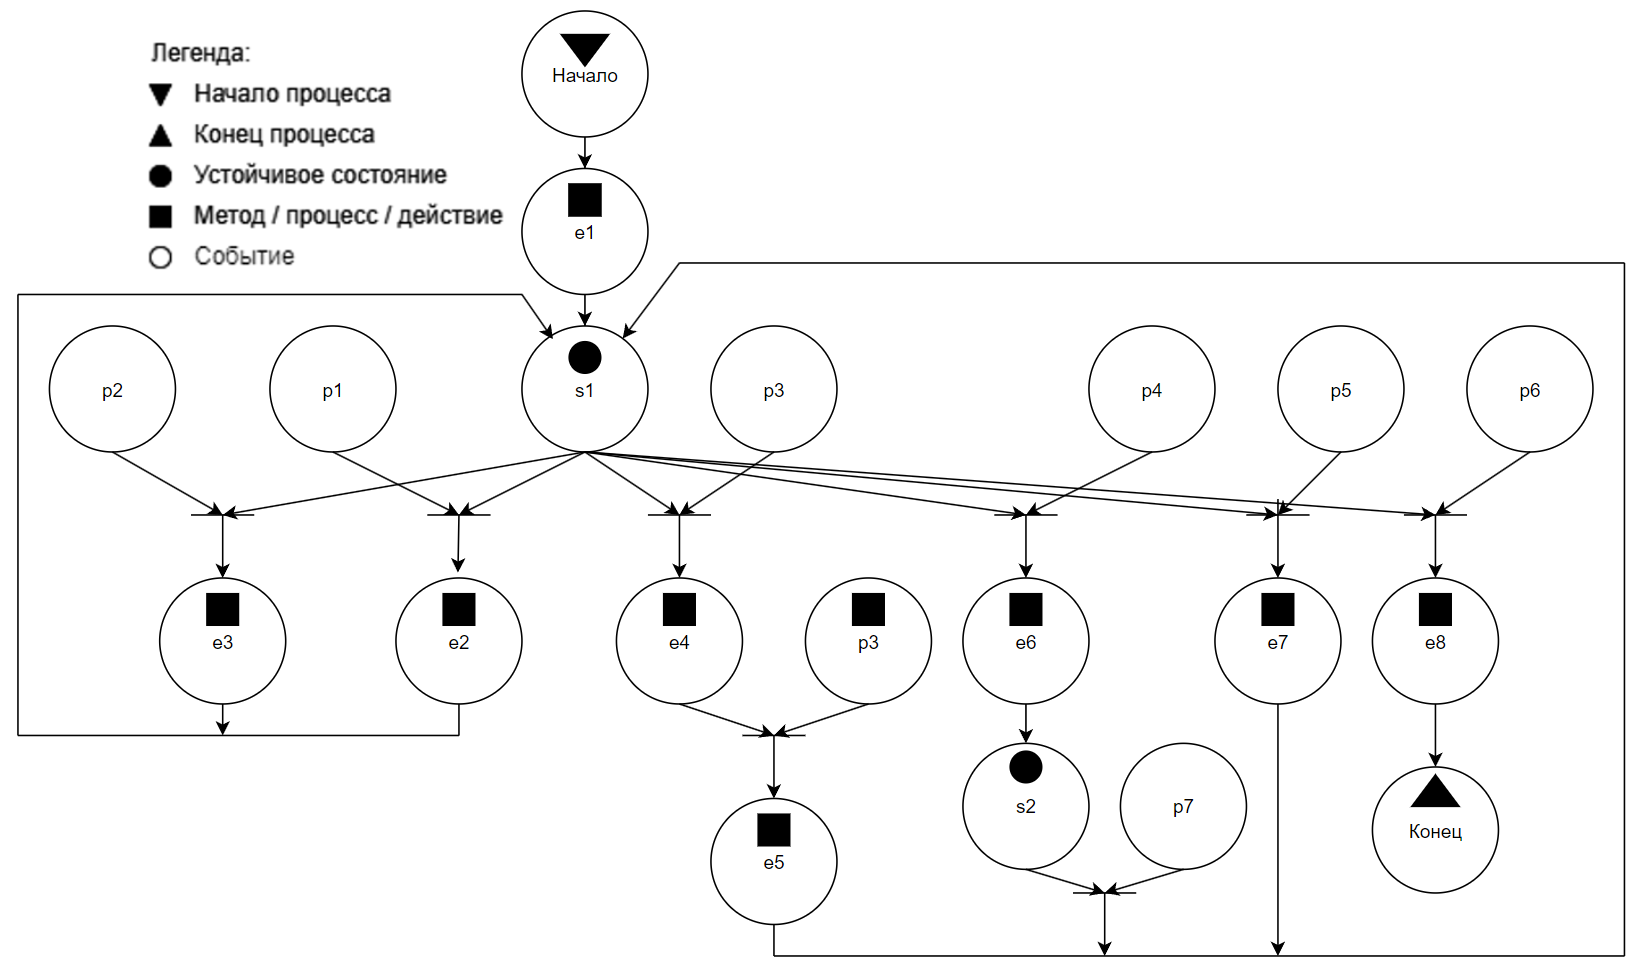 Легенда:
Начало процесса
Конец процесса
Устойчивое состояние
Метод / процесс / действие
Событие
Начало
e1
p2
p1
s1
p3
p4
p5
p6
e3
e2
e4
p3
e6
e7
e8
s2
p7
Конец
e5